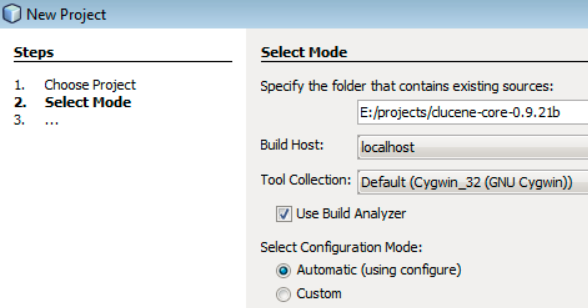 New Project
Steps
1. Choose Project
2. Select Mode
3. ...
Select Mode
Specify the folder that contains existing sources:
E:/projects/clucene-core-0.9.21b
Build Host: localhost
Tool Collection: Default (Cygwin_32 (GNU Cygwin))
Use Build Analyzer
Select Configuration Mode:
Automatic (using configure)
Custom